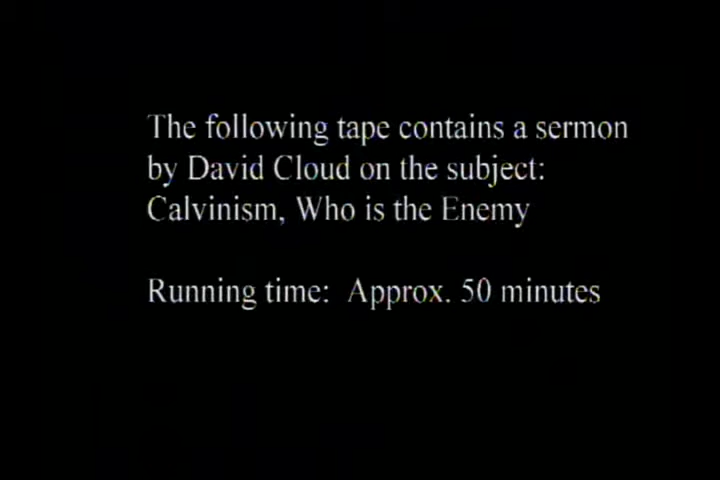 The following tape contains a sermon
by David Cloud on the subject:
Calvinism, Who is the Enemy
Running time:  Approx. 50 minutes